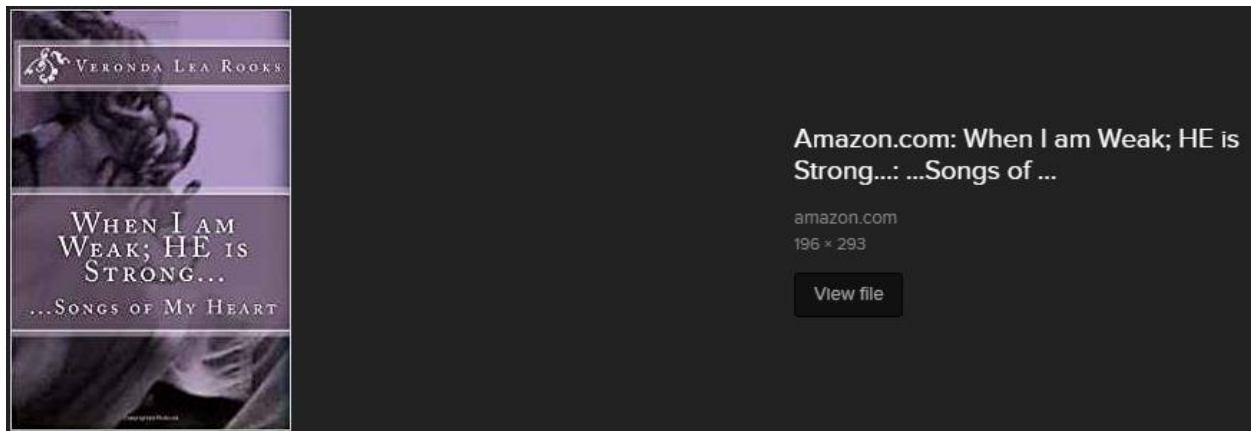 VERONDA LEA ROOKS
WHEN I AM
WEAK; HE IS
STRONG...
...SONGS OF MY HEART
Amazon.com: When I am Weak; HE is
Strong...: ...Songs of ...
amazon.com
196 × 293
View file